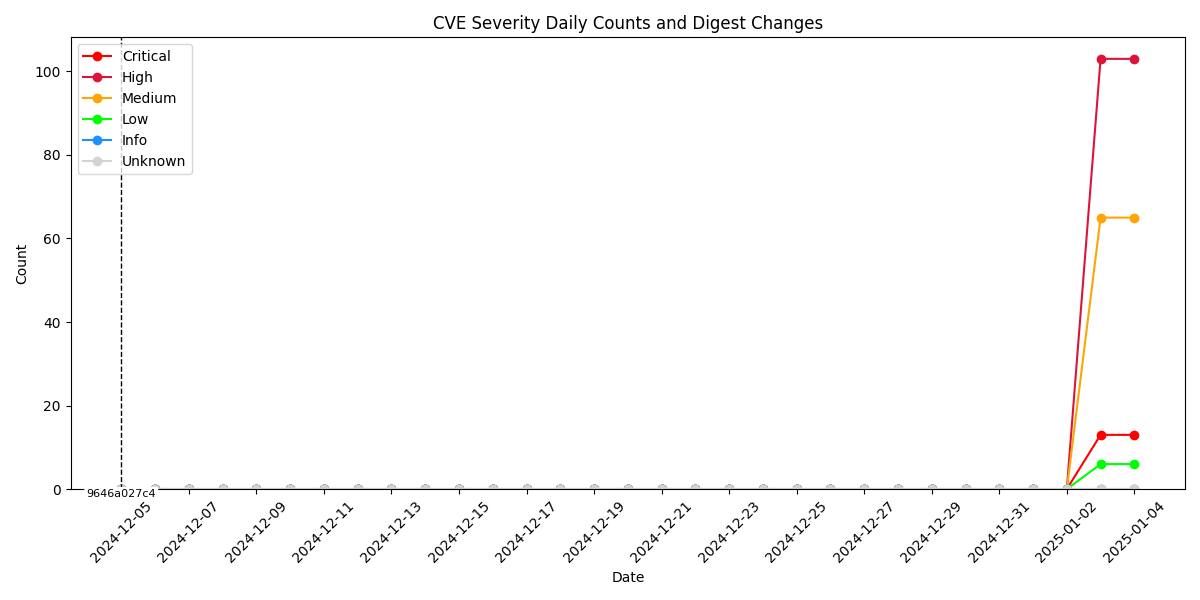 CVE Severity Daily Counts and Digest Changes
Critical
High
Medium
Low
Info
Unknown
Count
100
80
60
40
20
0
9646a027c4
2024-12-05
2024-12-07
2024-12-09
2024-12-11
2024-12-13
2024-12-15
2024-12-17
2024-12-19
2024-12-21
2024-12-23
2024-12-25
2024-12-27
2024-12-29
2024-12-31
2025-01-02
2025-01-04
Date